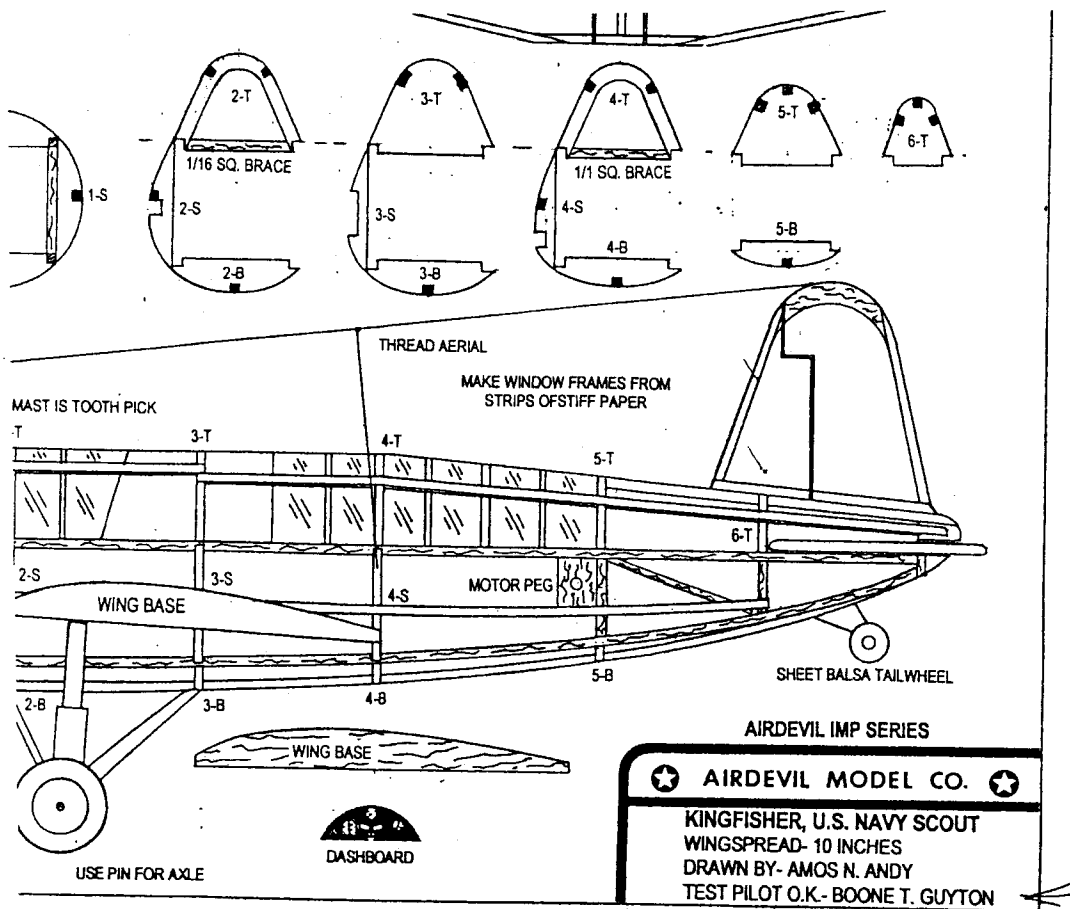 2-T
3-T
4-T
5-T
6-T
1/16 SQ. BRACE
1/1 SQ. BRACE
1-S
2-S
3-S
4-S
5-B
2-B
3-B
4-B
THREAD AERIAL
MAKE WINDOW FRAMES FROM
STRIPS OFSTIFF PAPER
MAST IS TOOTH PICK
-T
3-T
4-T
5-T
6-T
2-S
3-S
MOTOR PEG
4-S
WING BASE
SHEET BALSA TAILWHEEL
2-B
3-B
4-B
5-B
WING BASE
DASHBOARD
USE PIN FOR AXLE
AIRDEVIL IMP SERIES
AIRDEVIL MODEL CO.
KINGFISHER, U.S. NAVY SCOUT
WINGSPREAD- 10 INCHES
DRAWN BY- AMOS N. ANDY
TEST PILOT O.K.- BOONE T. GUYTON